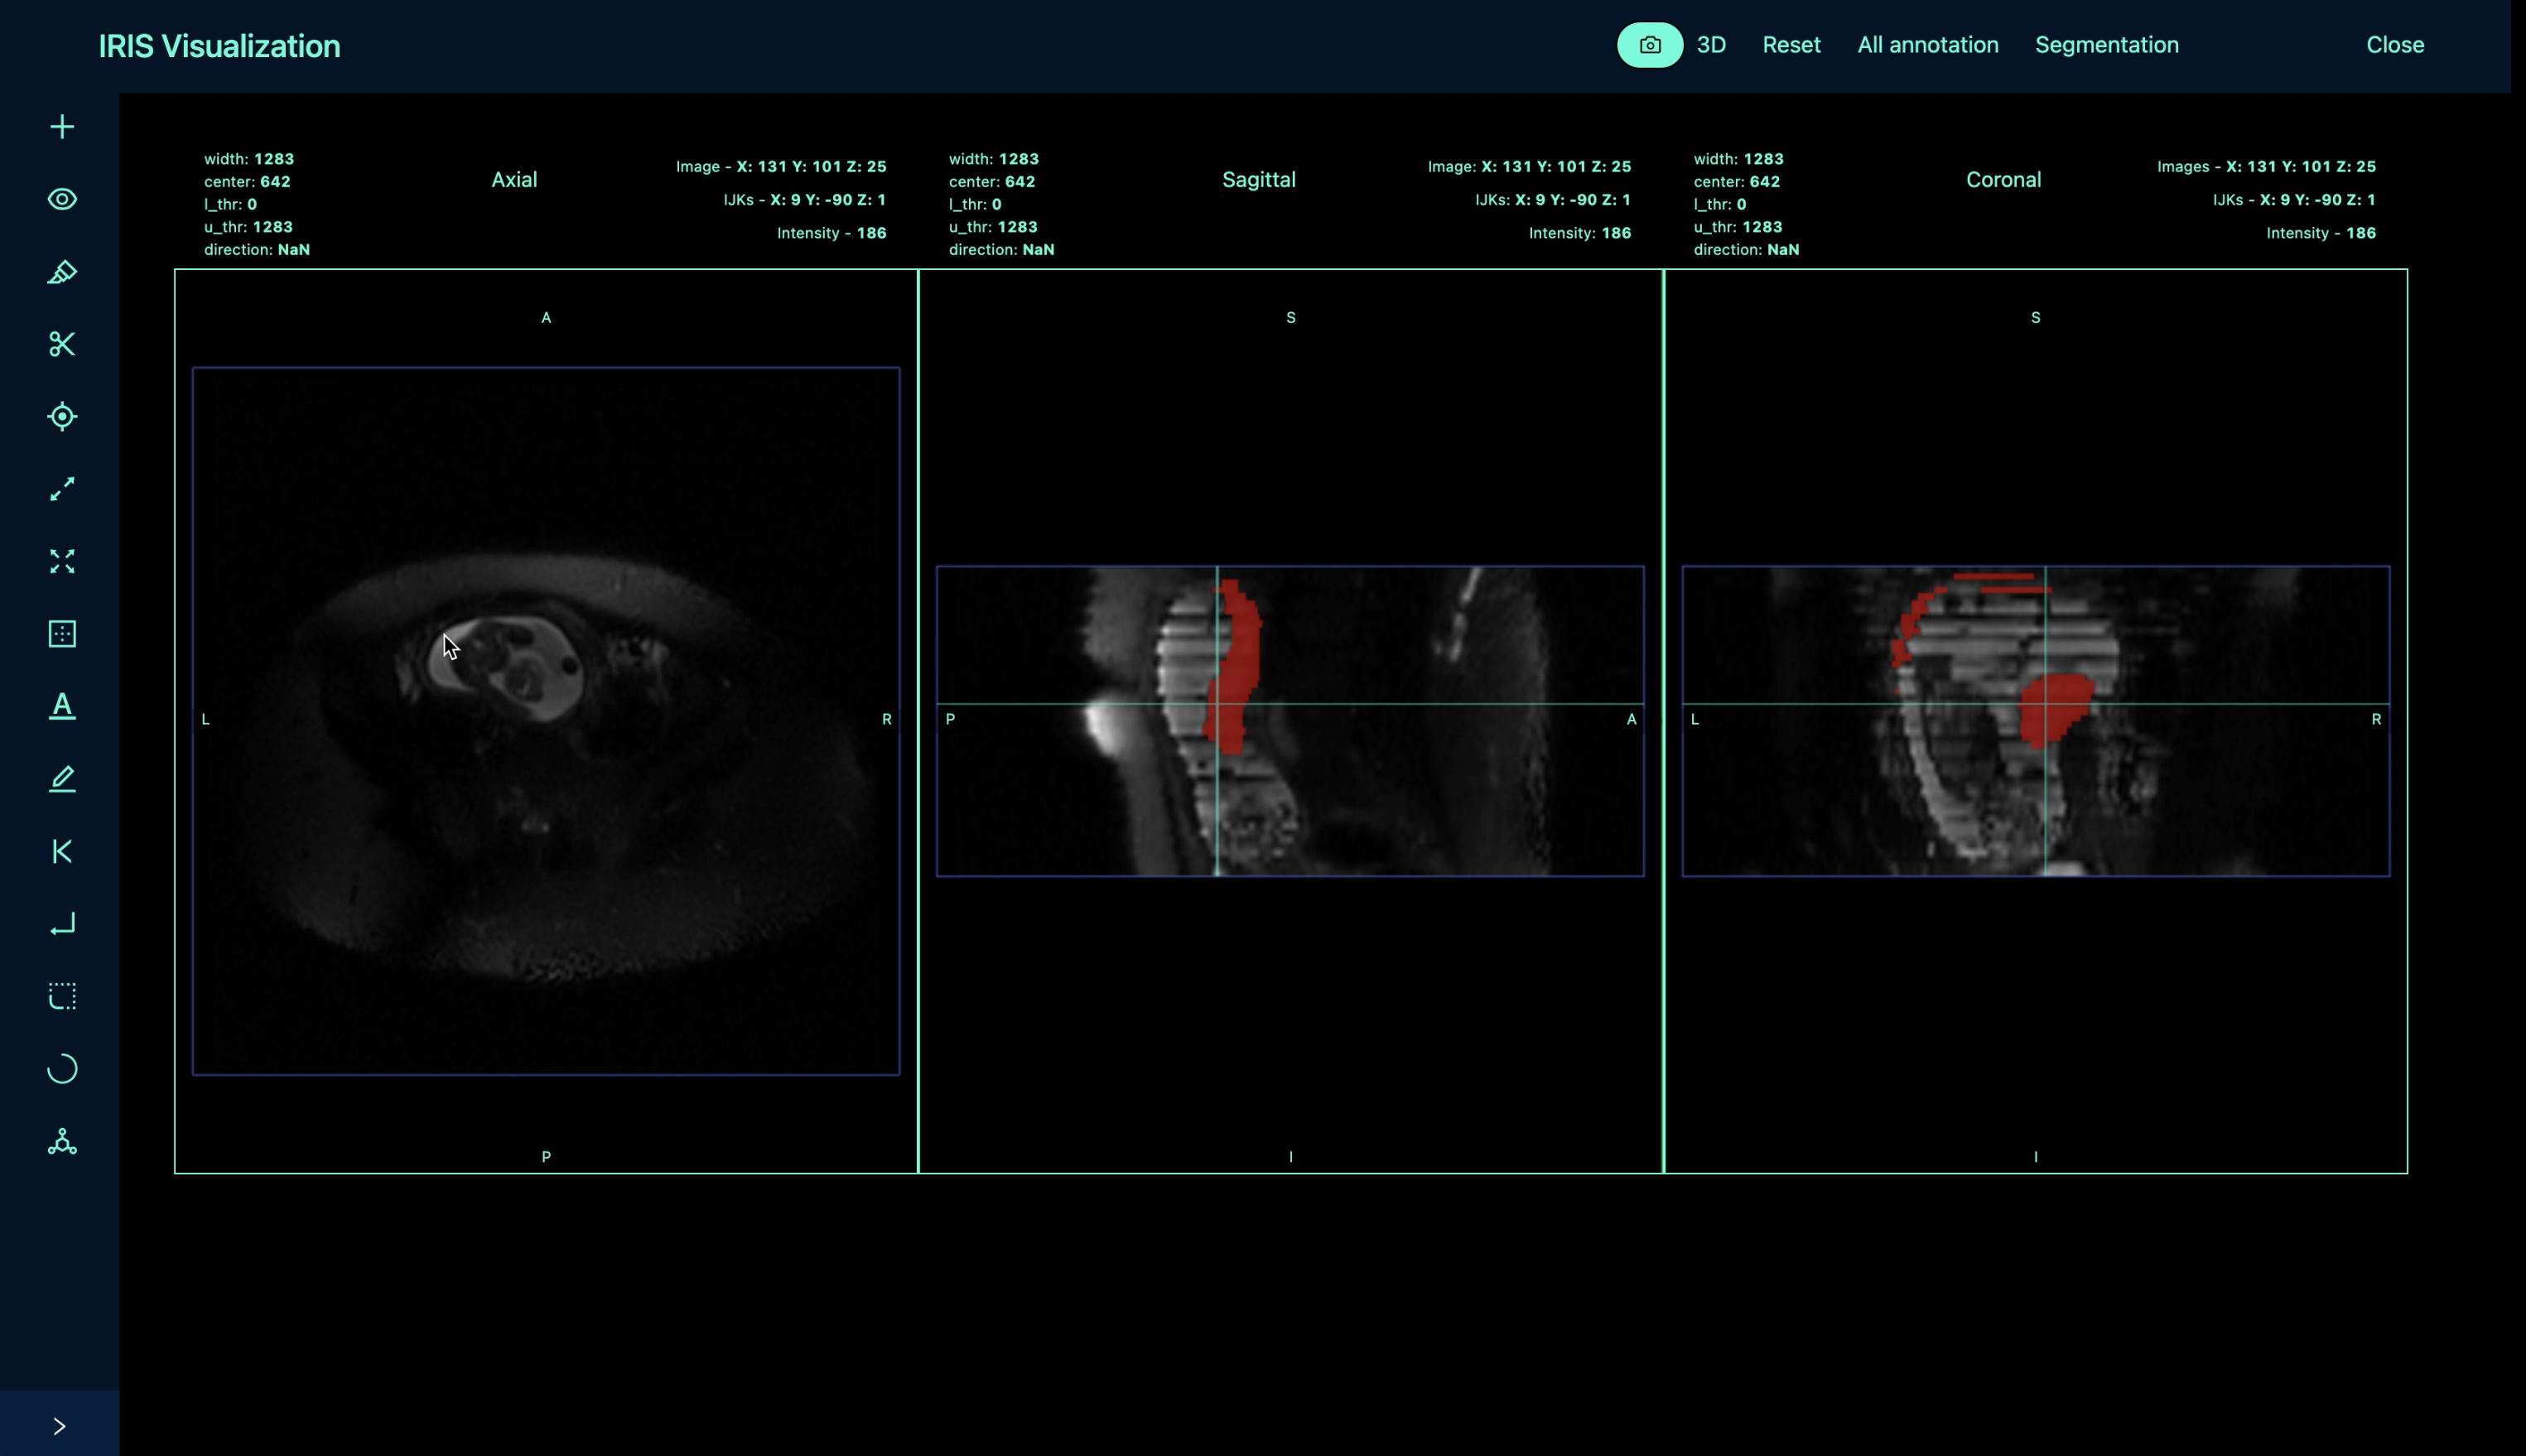 IRIS Visualization
3D Reset All annotation Segmentation Close
width: 1283
center: 642
l_thr: 0
u_thr: 1283
direction: NaN
Axial
Image - X: 131 Y: 101 Z: 25
IJKs - X: 9 Y: -90 Z: 1
Intensity - 186
width: 1283
center: 642
l_thr: 0
u_thr: 1283
direction: NaN
Sagittal
Image: X: 131 Y: 101 Z: 25
IJKs: X: 9 Y: -90 Z: 1
Intensity: 186
width: 1283
center: 642
l_thr: 0
u_thr: 1283
direction: NaN
Coronal
Images - X: 131 Y: 101 Z: 25
IJKs - X: 9 Y: -90 Z: 1
Intensity - 186
A
L
R
P
S
P
A
I
S
L
R
I